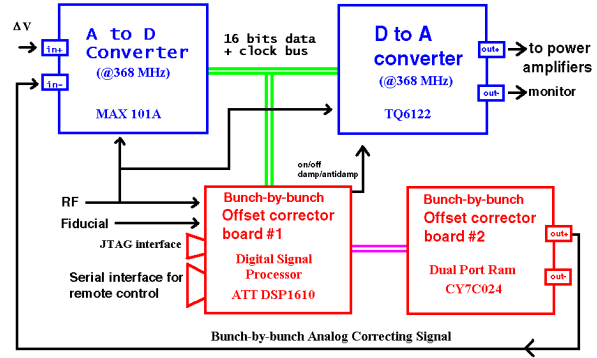 ΔV
in+
in-
A to D
Converter
(@368 MHz)
MAX 101A
16 bits data
+ clock bus
D to A
converter
(@368 MHz)
TQ6122
out+
out-
to power
amplifiers
monitor
on/off
damp/antidamp
RF
Fiducial
JTAG interface
Serial interface for
remote control
Bunch-by-bunch
Offset corrector
board #1
Digital Signal
Processor
ATT DSP1610
Bunch-by-bunch
Offset corrector
board #2
Dual Port Ram
CY7C024
out+
out-
Bunch-by-bunch Analog Correcting Signal